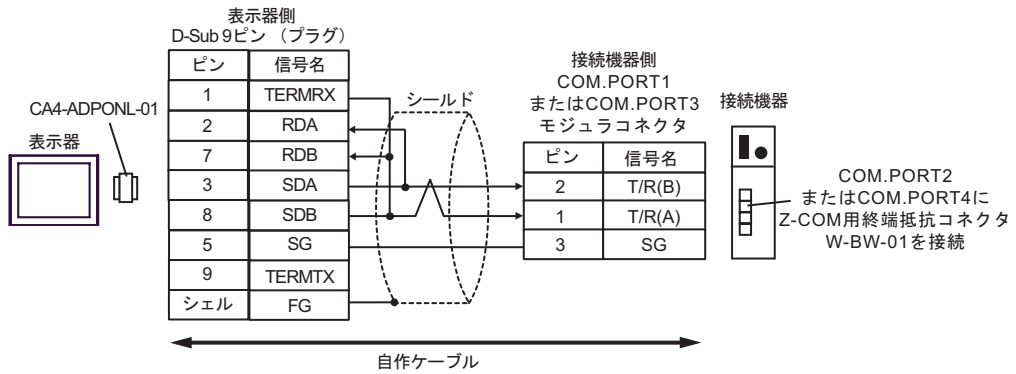 表示器側
D-Sub 9ピン （プラグ）
ピン 信号名
1 TERMRX
2 RDA
7 RDB
3 SDA
8 SDB
5 SG
9 TERMTX
シェル FG
CA4-ADPONL-01
表示器
シールド
接続機器側
COM.PORT1
またはCOM.PORT3
モジュラコネクタ
ピン 信号名
2 T/R(B)
1 T/R(A)
3 SG
接続機器
COM.PORT2
またはCOM.PORT4に
Z-COM用終端抵抗コネクタ
W-BW-01を接続
自作ケーブル